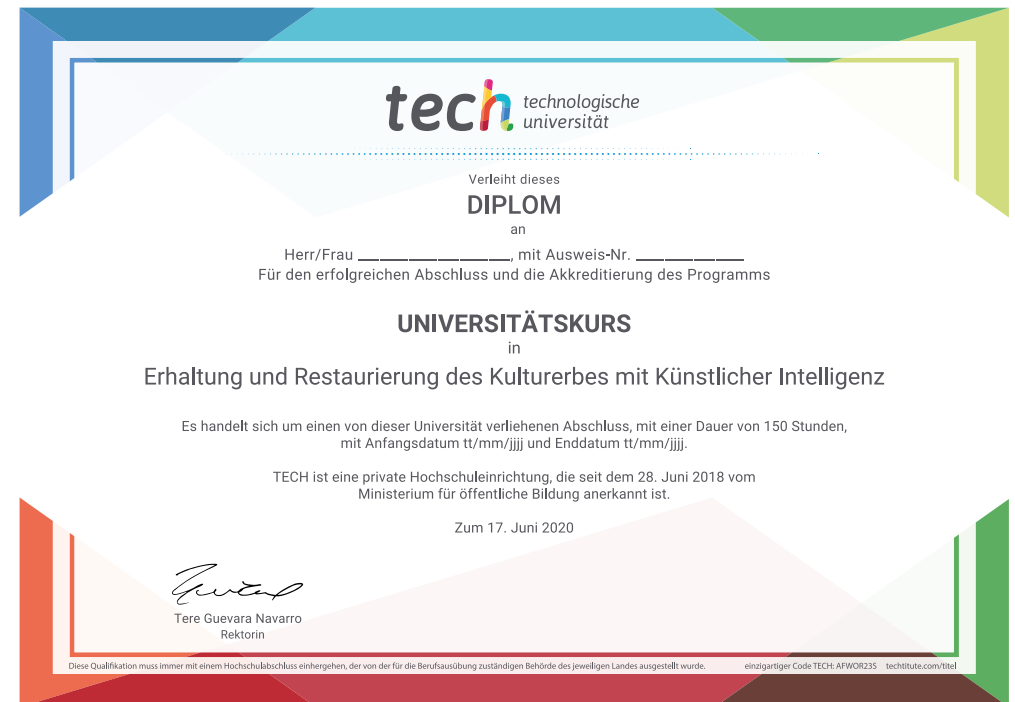 tech technologische
universität
Verleiht dieses
DIPLOM
an
Herr/Frau ____________________, mit Ausweis-Nr. ______________
Für den erfolgreichen Abschluss und die Akkreditierung des Programms
UNIVERSITÄTSKURS
in
Erhaltung und Restaurierung des Kulturerbes mit Künstlicher Intelligenz
Es handelt sich um einen von dieser Universität verliehenen Abschluss, mit einer Dauer von 150 Stunden,
mit Anfangsdatum tt/mm/jjjj und Enddatum tt/mm/jjjj.
TECH ist eine private Hochschuleinrichtung, die seit dem 28. Juni 2018 vom
Ministerium für öffentliche Bildung anerkannt ist.
Zum 17. Juni 2020
Tere Guevara Navarro
Rektorin
Diese Qualifikation muss immer mit einem Hochschulabschluss einhergehen, der von der für die Berufsausübung zuständigen Behörde des jeweiligen Landes ausgestellt wurde. einzigartiger Code TECH: AFWOR23S techtitute.com/titel